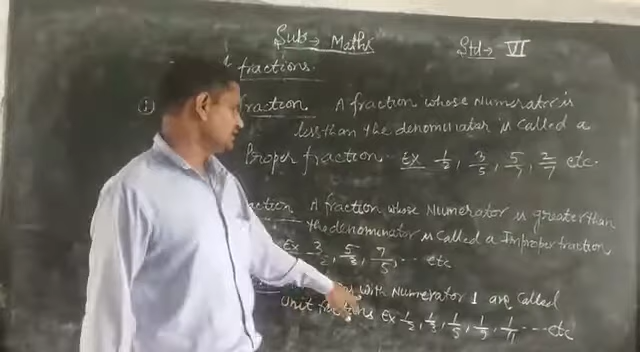 Sub→ Maths Std→ VI
fractions.
i) fraction. A fraction whose Numerator is
less than the denominator is called a
Proper fraction. Ex 1/2, 3/5, 5/7, 2/7 etc.
A fraction whose Numerator is greater than
the denominator is called a Improper fraction
Ex 3/2, 5/3, 7/5, ... etc
with Numerator 1 are called
Unit fractions Ex 1/2, 1/3, 1/5, 1/11 ... etc